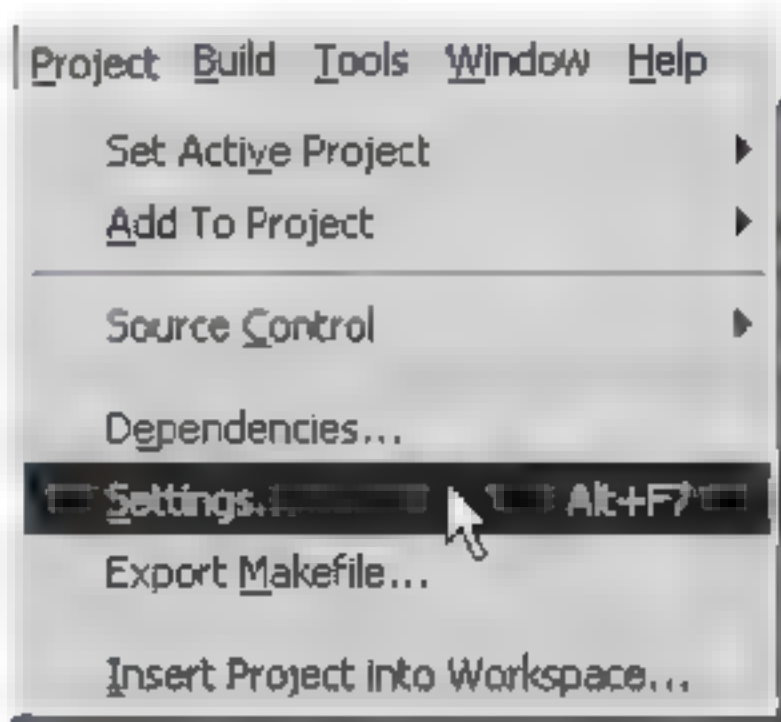 Project Build Tools Window Help
Set Active Project
Add To Project
Source Control
Dependencies...
Settings... Alt+F7
Export Makefile...
Insert Project into Workspace...